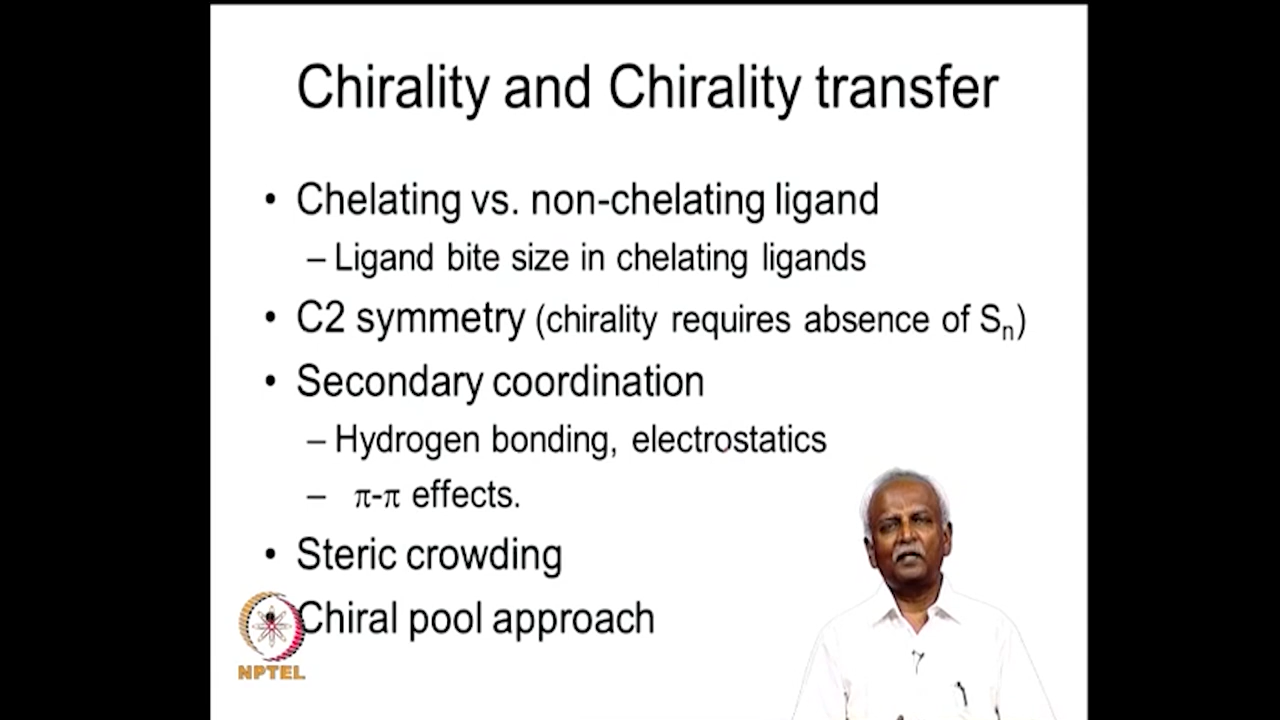 Chirality and Chirality transfer
• Chelating vs. non-chelating ligand
– Ligand bite size in chelating ligands
• C2 symmetry (chirality requires absence of Sn)
• Secondary coordination
– Hydrogen bonding, electrostatics
– π-π effects.
• Steric crowding
Chiral pool approach
NPTEL